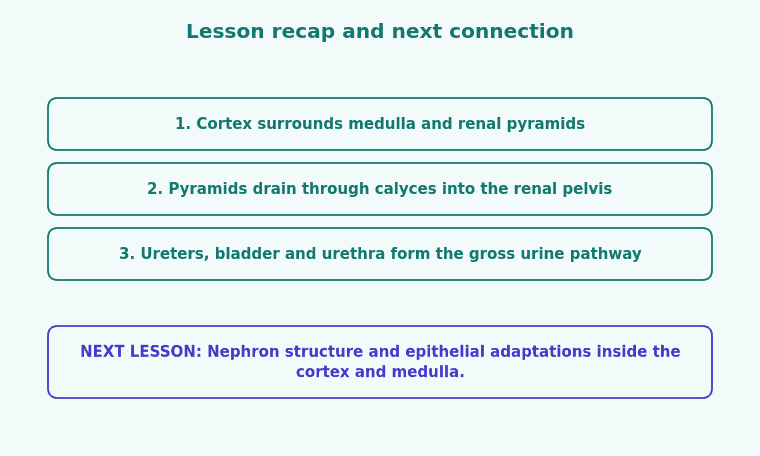 Lesson recap and next connection
1. Cortex surrounds medulla and renal pyramids
2. Pyramids drain through calyces into the renal pelvis
3. Ureters, bladder and urethra form the gross urine pathway
NEXT LESSON: Nephron structure and epithelial adaptations inside the
cortex and medulla.